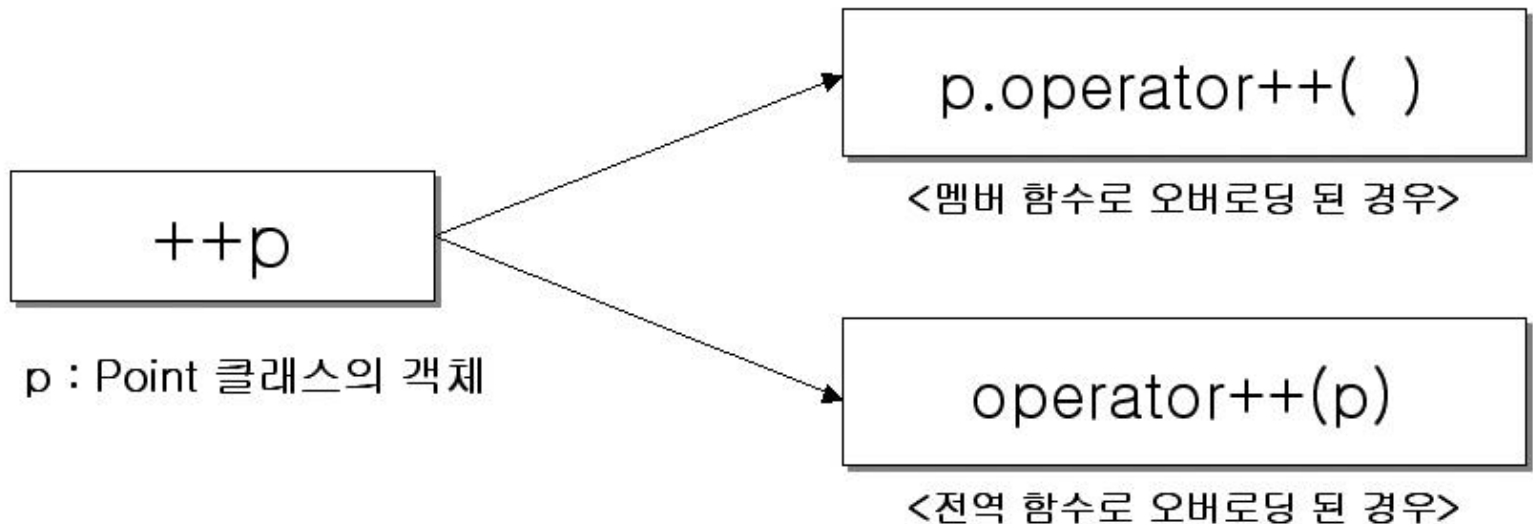 ++p
p : Point 클래스의 객체
p.operator++( )
<멤버 함수로 오버로딩 된 경우>
operator++(p)
<전역 함수로 오버로딩 된 경우>